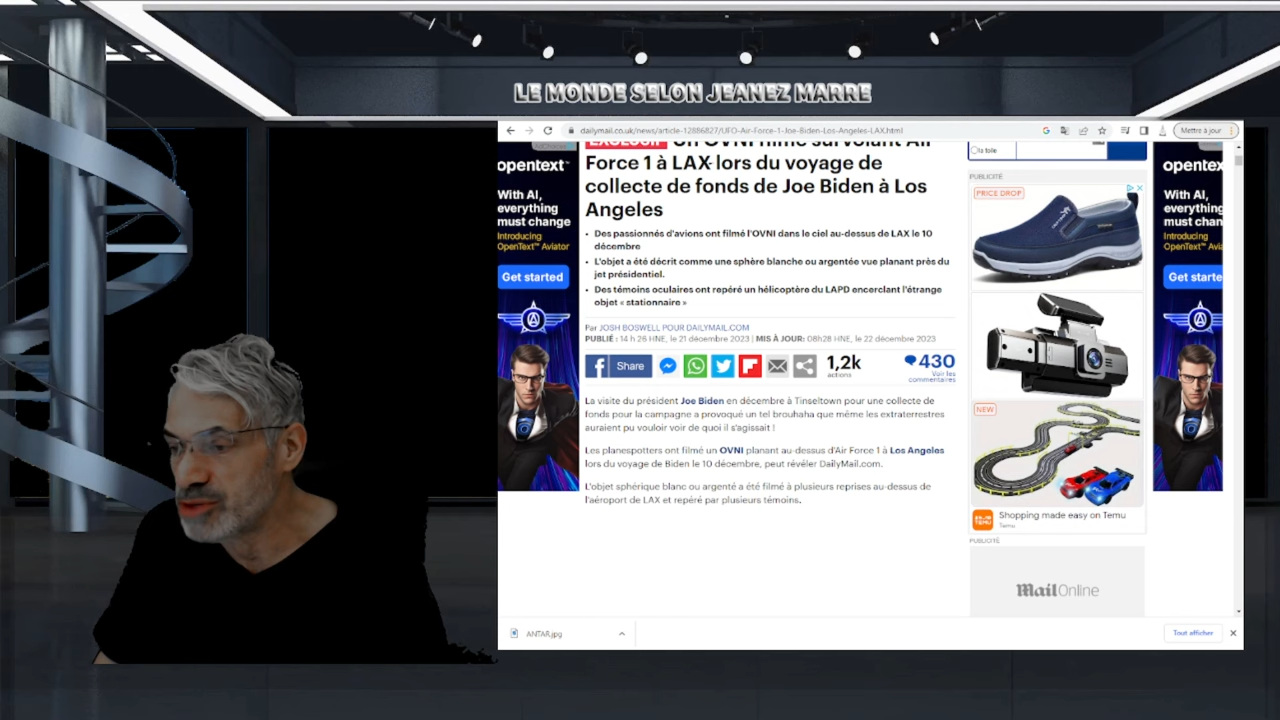 LE MONDE SELON JEANEZ MARRE
dailymail.co.uk/news/article-12886827/UFO-Air-Force-1-Joe-Biden-Los-Angeles-LAX.html
Mettre à jour
EXCLUSIF Un OVNI filmé survolant Air
Force 1 à LAX lors du voyage de
collecte de fonds de Joe Biden à Los
Angeles
• Des passionnés d'avions ont filmé l'OVNI dans le ciel au-dessus de LAX le 10
décembre
• L'objet a été décrit comme une sphère blanche ou argentée vue planant près du
jet présidentiel.
• Des témoins oculaires ont repéré un hélicoptère du LAPD encerclant l'étrange
objet « stationnaire »
Par JOSH BOSWELL POUR DAILYMAIL.COM
PUBLIÉ : 14 h 26 HNE, le 21 décembre 2023 | MIS À JOUR: 08h28 HNE, le 22 décembre 2023
Share
1,2k
actions
430
Voir les
commentaires
La visite du président Joe Biden en décembre à Tinseltown pour une collecte de
fonds pour la campagne a provoqué un tel brouhaha que même les extraterrestres
auraient pu vouloir voir de quoi il s'agissait !
Les planespotters ont filmé un OVNI planant au-dessus d'Air Force 1 à Los Angeles
lors du voyage de Biden le 10 décembre, peut révéler DailyMail.com.
L'objet sphérique blanc ou argenté a été filmé à plusieurs reprises au-dessus de
l'aéroport de LAX et repéré par plusieurs témoins.
opentext™
With AI,
everything
must change
Introducing
OpenText™ Aviator
Get started
la toile
PUBLICITÉ
PRICE DROP
NEW
TEMU
Shopping made easy on Temu
Temu
PUBLICITÉ
MailOnline
opentext
With AI,
everything
must change
Introducing
OpenText™ Aviator
Get starte
ANTAR.jpg
Tout afficher